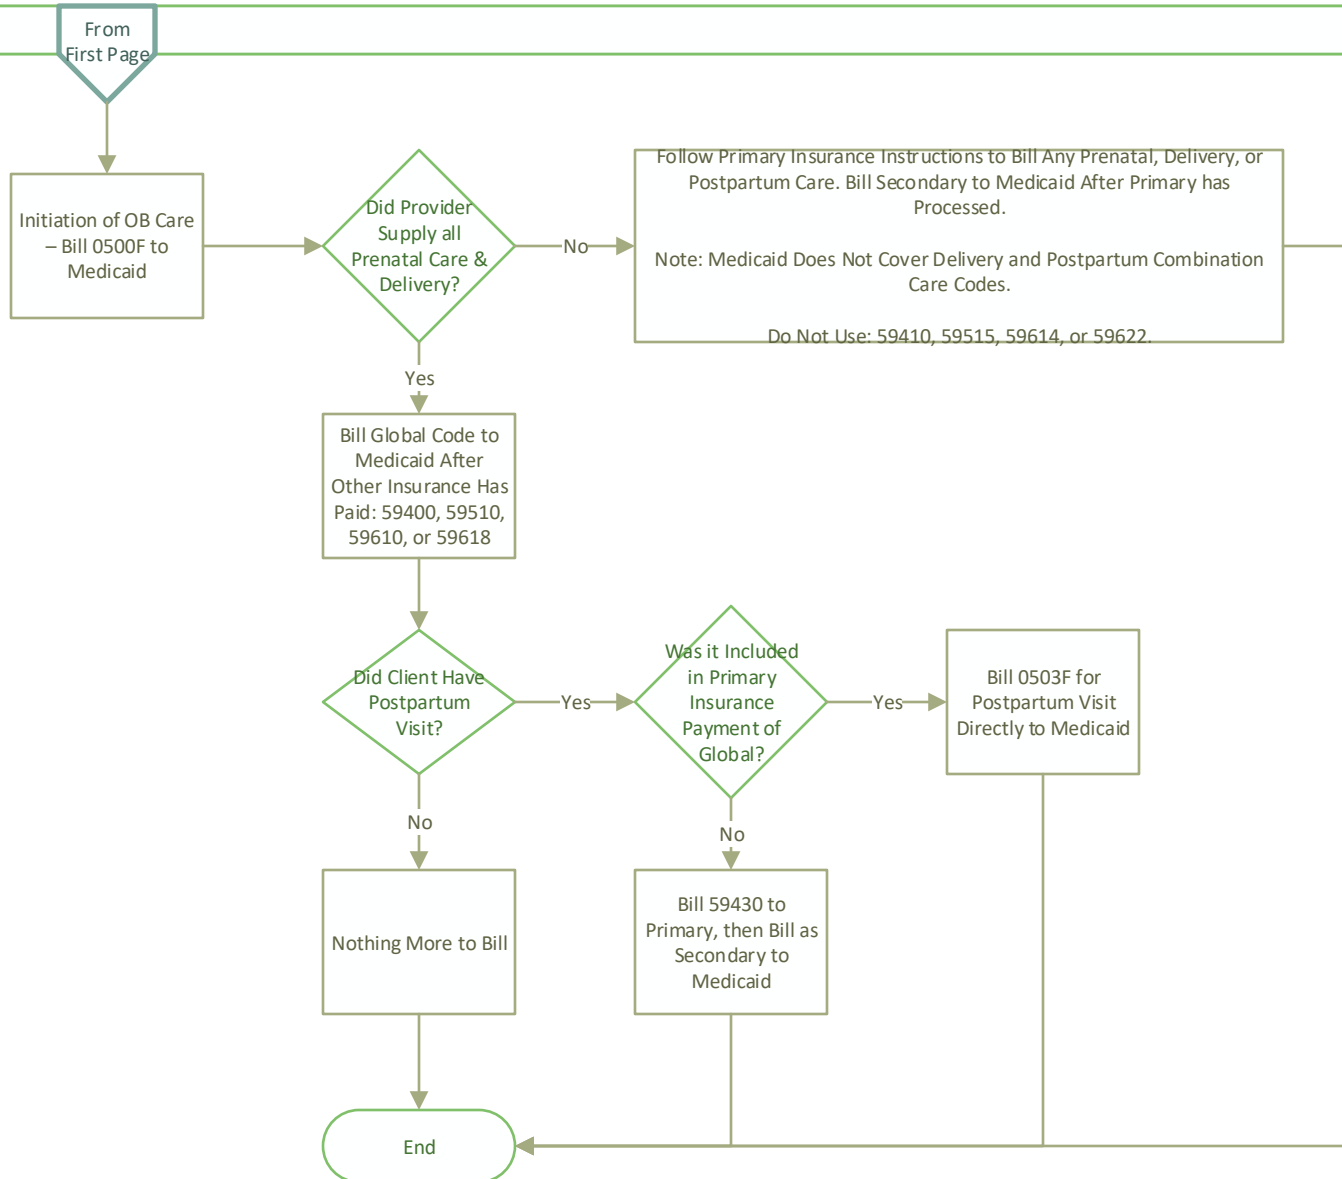 From
First Page
Initiation of OB Care
– Bill 0500F to
Medicaid
Did Provider
Supply all
Prenatal Care &
Delivery?
No
Follow Primary Insurance Instructions to Bill Any Prenatal, Delivery, or
Postpartum Care. Bill Secondary to Medicaid After Primary has
Processed.
Note: Medicaid Does Not Cover Delivery and Postpartum Combination
Care Codes.
Do Not Use: 59410, 59515, 59614, or 59622.
Yes
Bill Global Code to
Medicaid After
Other Insurance Has
Paid: 59400, 59510,
59610, or 59618
Did Client Have
Postpartum
Visit?
Yes
Was it Included
in Primary
Insurance
Payment of
Global?
Yes
Bill 0503F for
Postpartum Visit
Directly to Medicaid
No
No
Nothing More to Bill
Bill 59430 to
Primary, then Bill as
Secondary to
Medicaid
End